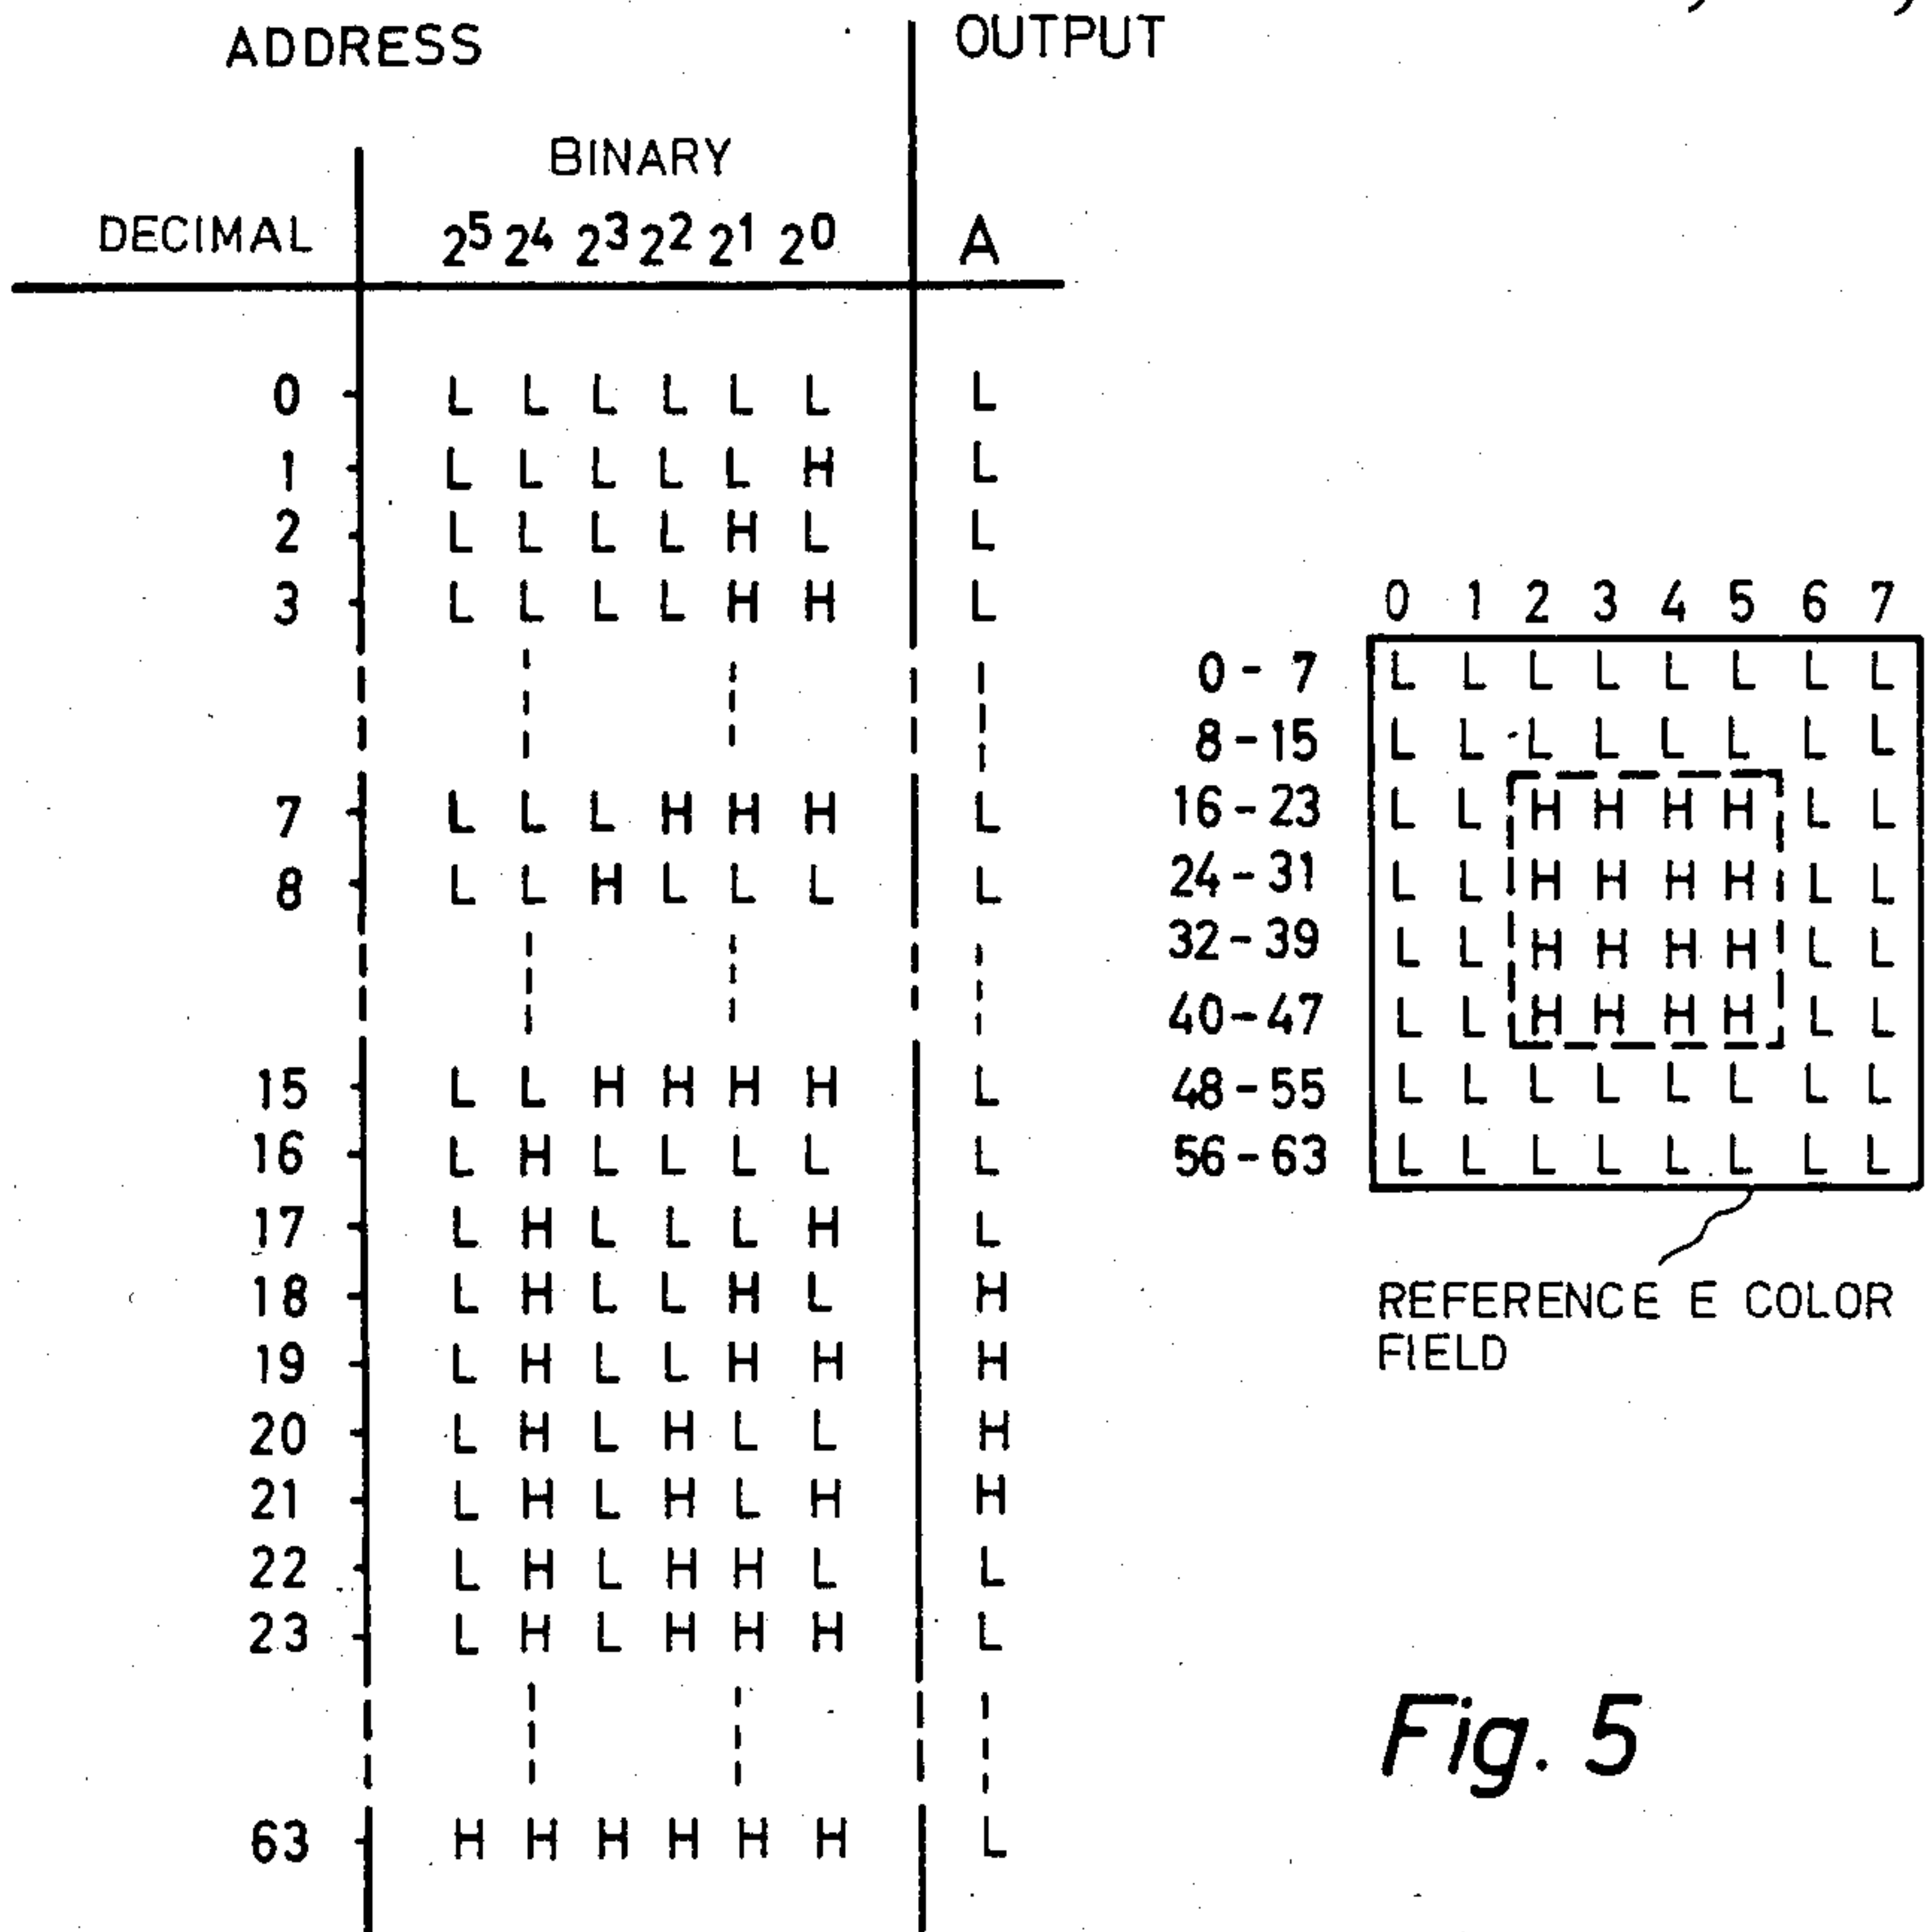 ADDRESS OUTPUT
BINARY
DECIMAL 2⁵ 2⁴ 2³ 2² 2¹ 2⁰ A
0 L L L L L L L
1 L L L L L H L
2 L L L L H L L
3 L L L L H H L
7 L L L H H H L
8 L L H L L L L
15 L L H H H H L
16 L H L L L L L
17 L H L L L H L
18 L H L L H L H
19 L H L L H H H
20 L H L H L L H
21 L H L H L H H
22 L H L H H L L
23 L H L H H H L
63 H H H H H H L
0 1 2 3 4 5 6 7
0 - 7 L L L L L L L L
8 - 15 L L L L L L L L
16 - 23 L L H H H H L L
24 - 31 L L H H H H L L
32 - 39 L L H H H H L L
40 - 47 L L H H H H L L
48 - 55 L L L L L L L L
56 - 63 L L L L L L L L
REFERENCE E COLOR
FIELD
Fig. 5